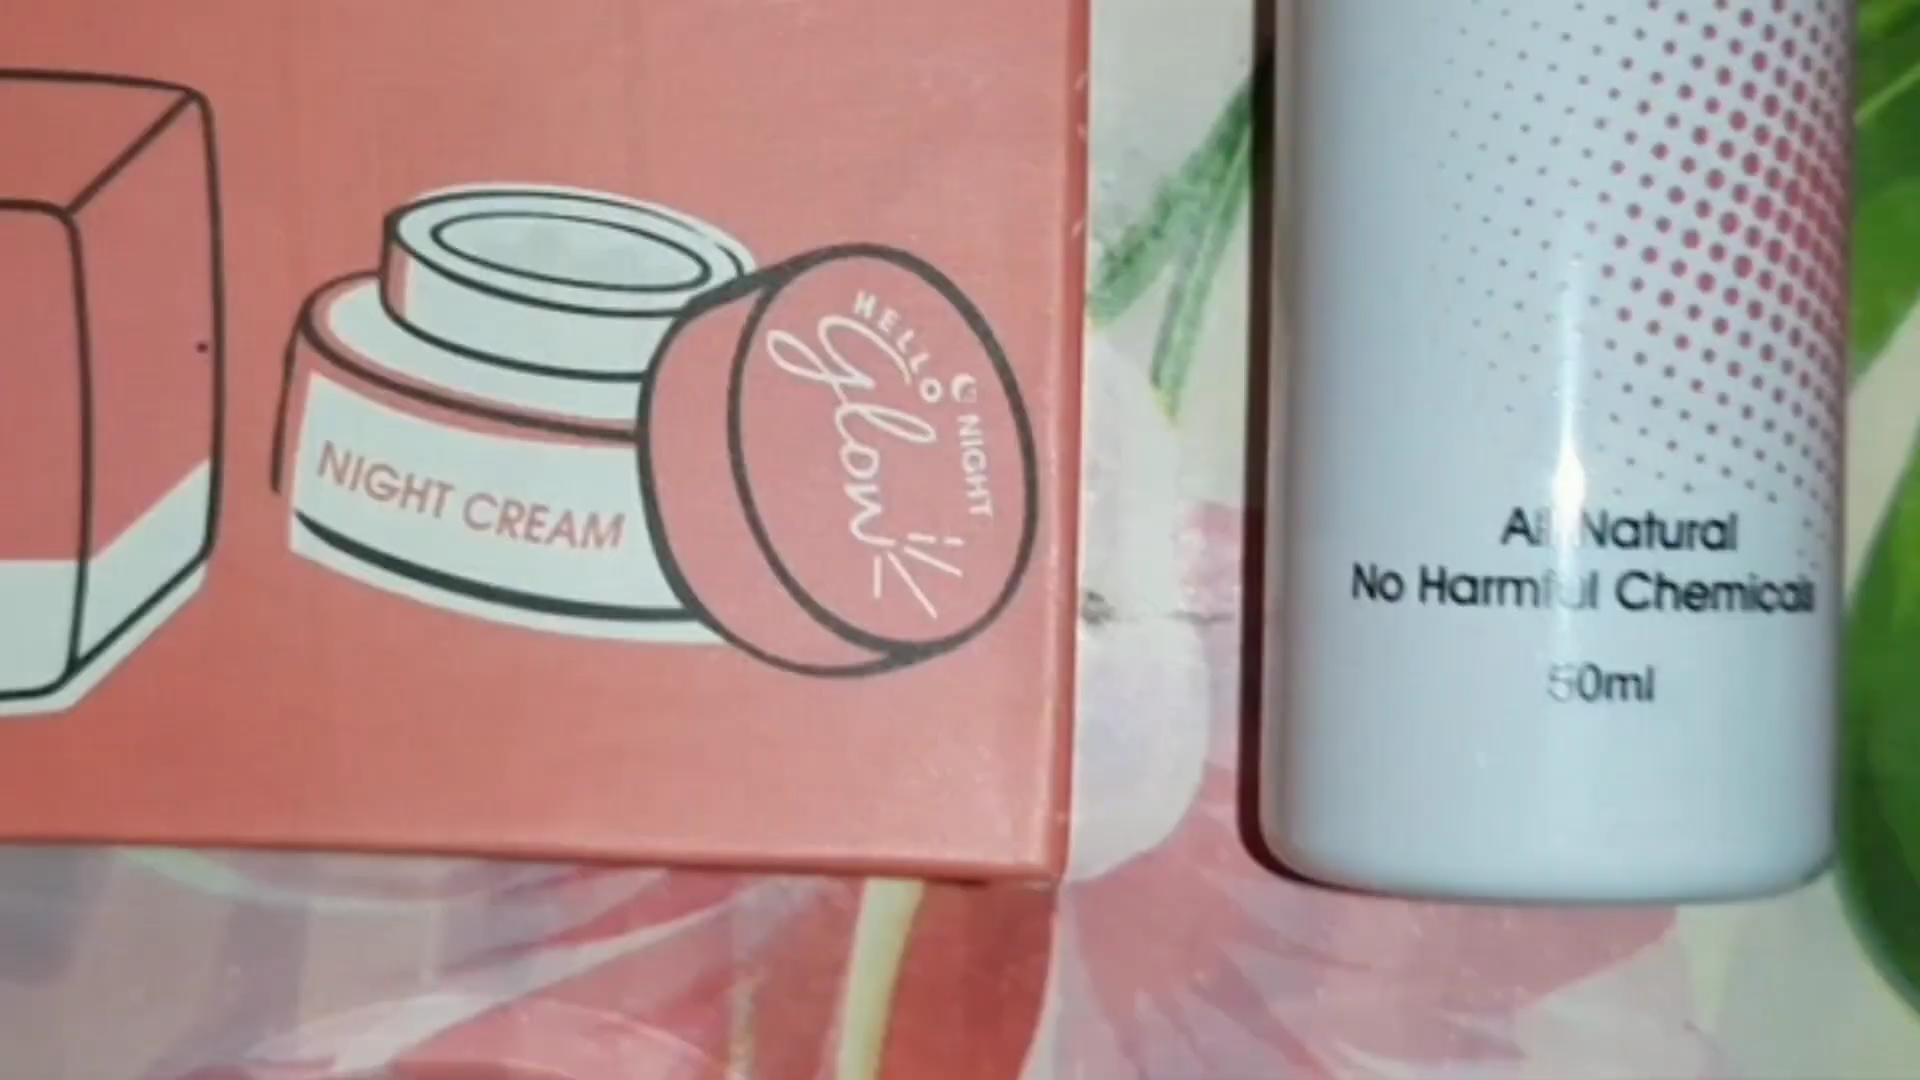 NIGHT CREAM
HELLO
glow
NIGHT
All Natural
No Harmful Chemicals
50ml